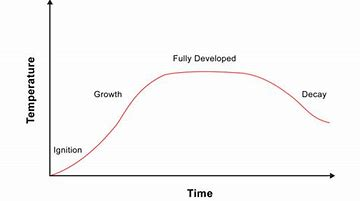 Fully Developed
Growth
Decay
Ignition
Temperature
Time